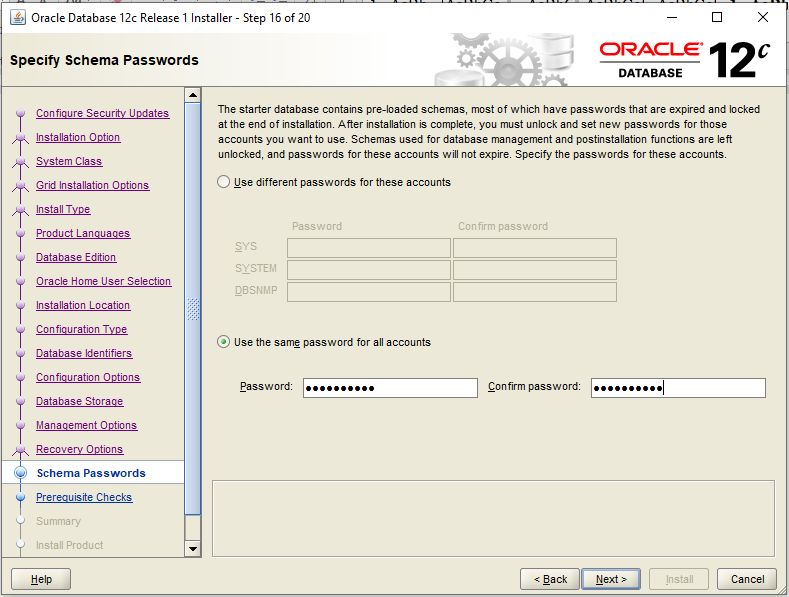 Oracle Database 12c Release 1 Installer - Step 16 of 20
Specify Schema Passwords
ORACLE
DATABASE
12c
Configure Security Updates
Installation Option
System Class
Grid Installation Options
Install Type
Product Languages
Database Edition
Oracle Home User Selection
Installation Location
Configuration Type
Database Identifiers
Configuration Options
Database Storage
Management Options
Recovery Options
Schema Passwords
Prerequisite Checks
Summary
Install Product
The starter database contains pre-loaded schemas, most of which have passwords that are expired and locked
at the end of installation. After installation is complete, you must unlock and set new passwords for those
accounts you want to use. Schemas used for database management and postinstallation functions are left
unlocked, and passwords for these accounts will not expire. Specify the passwords for these accounts.
Use different passwords for these accounts
Password Confirm password
SYS
SYSTEM
DBSNMP
Use the same password for all accounts
Password: ●●●●●●●●●● Confirm password: ●●●●●●●●●●
Help < Back Next > Install Cancel